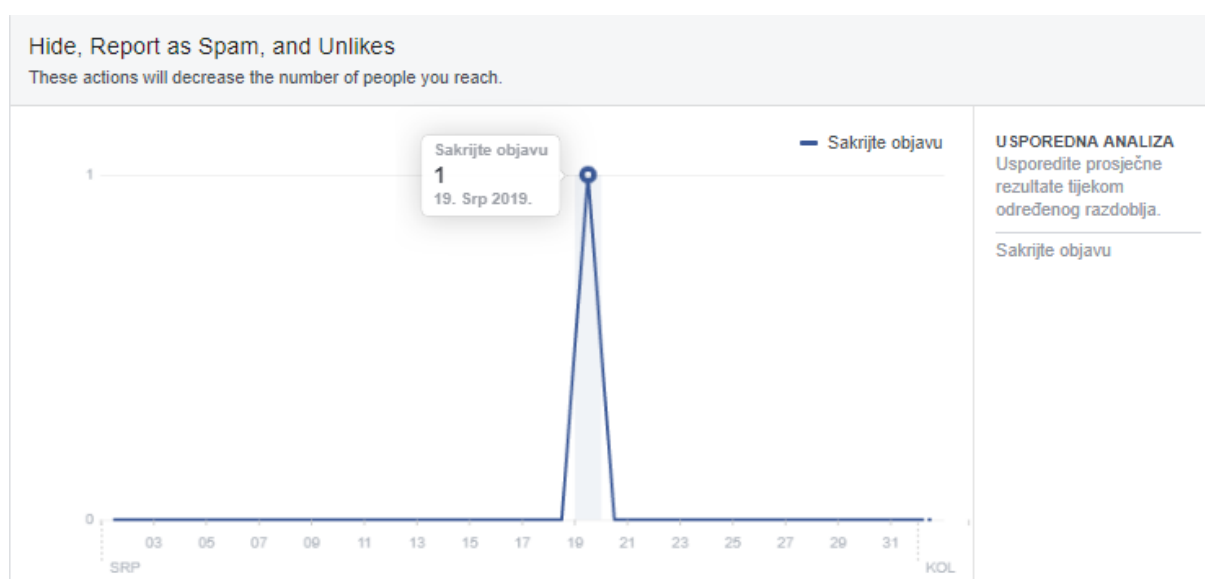 Hide, Report as Spam, and Unlikes
These actions will decrease the number of people you reach.
Sakrijte objavu
1
19. Srp 2019.
Sakrijte objavu
1
0
03 05 07 09 11 13 15 17 19 21 23 25 27 29 31
SRP KOL
USPOREDNA ANALIZA
Usporedite prosječne
rezultate tijekom
određenog razdoblja.
Sakrijte objavu